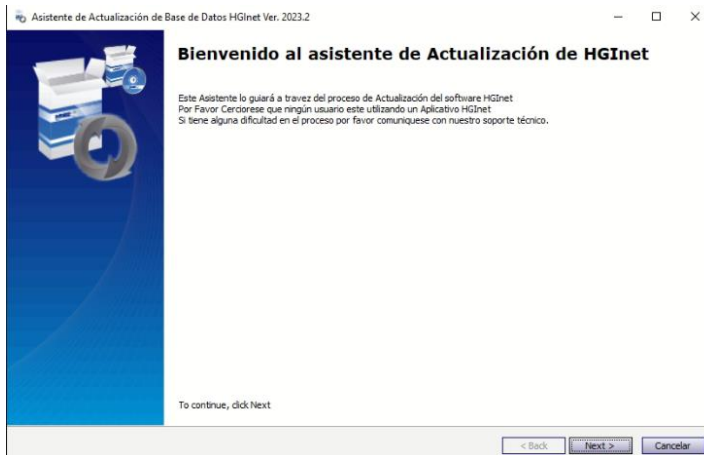 Asistente de Actualización de Base de Datos HGInet Ver. 2023.2
Bienvenido al asistente de Actualización de HGInet
Este Asistente lo guiará a travez del proceso de Actualización del software HGInet
Por Favor Cerciorese que ningún usuario este utilizando un Aplicativo HGInet
Si tiene alguna dificultad en el proceso por favor comuniquese con nuestro soporte técnico.
To continue, click Next
< Back Next > Cancelar